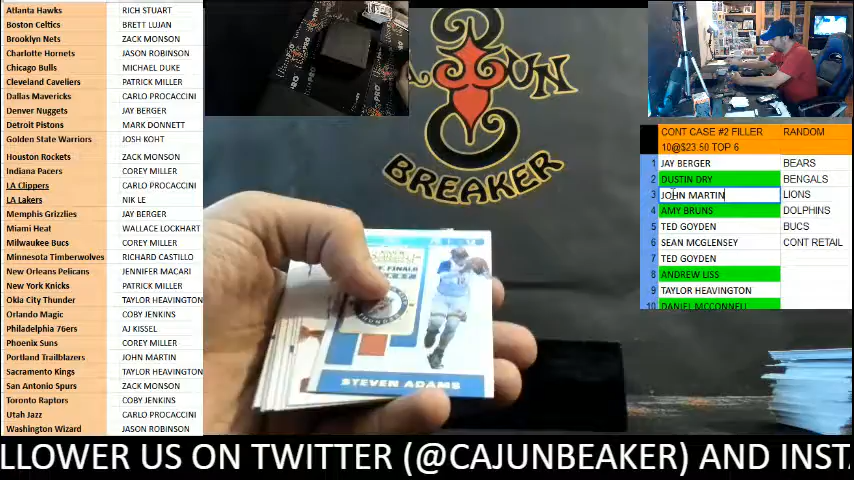 Atlanta Hawks RICH STUART
Boston Celtics BRETT LUJAN
Brooklyn Nets ZACK MONSON
Charlotte Hornets JASON ROBINSON
Chicago Bulls MICHAEL DUKE
Cleveland Cavaliers PATRICK MILLER
Dallas Mavericks CARLO PROCACCINI
Denver Nuggets JAY BERGER
Detroit Pistons MARK DONNETT
Golden State Warriors JOSH KOHT
Houston Rockets ZACK MONSON
Indiana Pacers COREY MILLER
LA Clippers CARLO PROCACCINI
LA Lakers NIK LE
Memphis Grizzlies JAY BERGER
Miami Heat WALLACE LOCKHART
Milwaukee Bucs COREY MILLER
Minnesota Timberwolves RICHARD CASTILLO
New Orleans Pelicans JENNIFER MACARI
New York Knicks PATRICK MILLER
Okla City Thunder TAYLOR HEAVINGTON
Orlando Magic COBY JENKINS
Philadelphia 76ers AJ KISSEL
Phoenix Suns COREY MILLER
Portland Trailblazers JOHN MARTIN
Sacramento Kings TAYLOR HEAVINGTON
San Antonio Spurs ZACK MONSON
Toronto Raptors COBY JENKINS
Utah Jazz CARLO PROCACCINI
Washington Wizard JASON ROBINSON
UN
BREAKER
STEVEN ADAMS
CONT CASE #2 FILLER RANDOM
10@$23.50 TOP 6
1 JAY BERGER BEARS
2 DUSTIN DRY BENGALS
3 JOHN MARTIN LIONS
4 AMY BRUNS DOLPHINS
5 TED GOYDEN BUCS
6 SEAN MCGLENSEY CONT RETAIL
7 TED GOYDEN
8 ANDREW LISS
9 TAYLOR HEAVINGTON
10 DANIEL MCCONNELL
LLOWER US ON TWITTER (@CAJUNBEAKER) AND INST